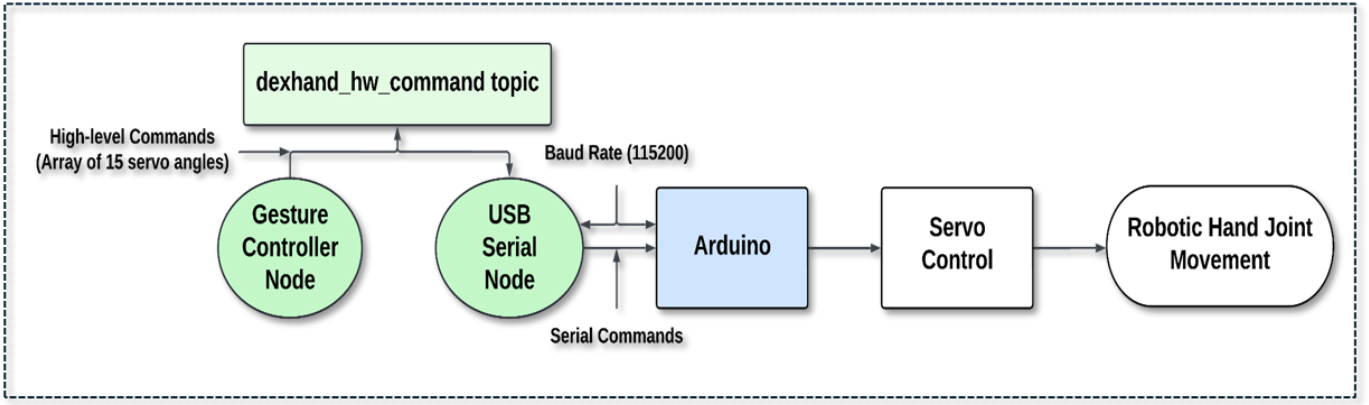 dexhand_hw_command topic
High-level Commands
(Array of 15 servo angles)
Baud Rate (115200)
Gesture
Controller
Node
USB
Serial
Node
Arduino
Servo
Control
Robotic Hand Joint
Movement
Serial Commands